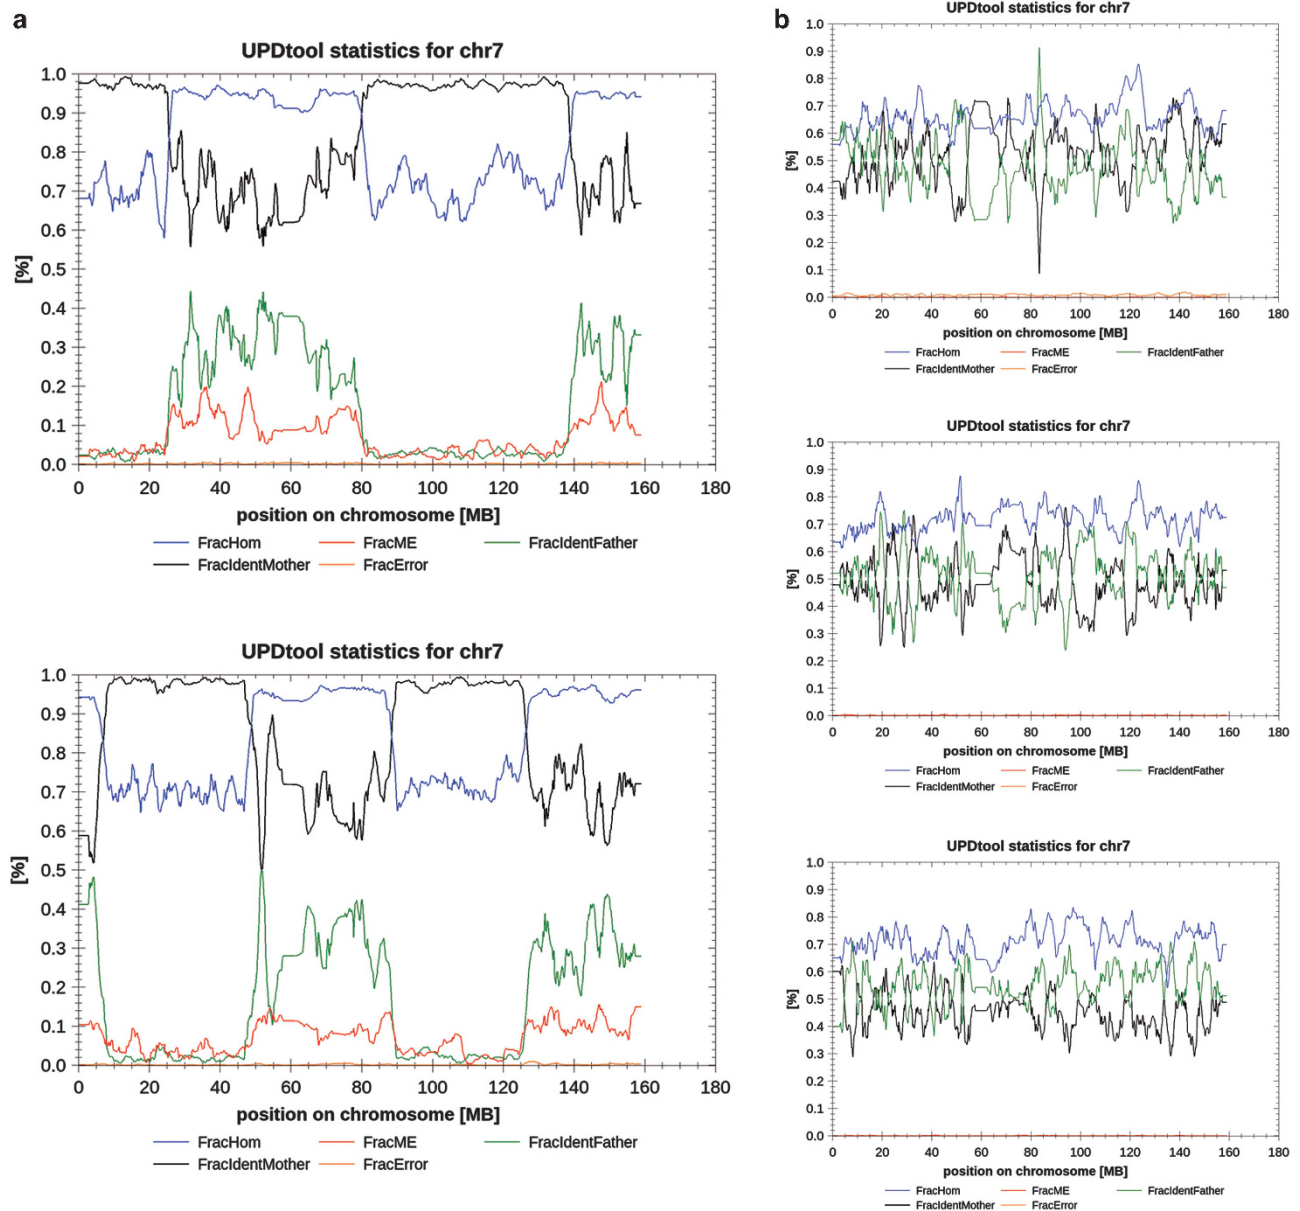 a
UPDtool statistics for chr7
1.0
0.9
0.8
0.7
0.6
0.5
0.4
0.3
0.2
0.1
0.0
[%]
0 20 40 60 80 100 120 140 160 180
position on chromosome [MB]
FracHom FracME FracIdentFather
FracIdentMother FracError
UPDtool statistics for chr7
1.0
0.9
0.8
0.7
0.6
0.5
0.4
0.3
0.2
0.1
0.0
[%]
0 20 40 60 80 100 120 140 160 180
position on chromosome [MB]
FracHom FracME FracIdentFather
FracIdentMother FracError
b
UPDtool statistics for chr7
1.0
0.9
0.8
0.7
0.6
0.5
0.4
0.3
0.2
0.1
0.0
[%]
0 20 40 60 80 100 120 140 160 180
position on chromosome [MB]
FracHom FracME FracIdentFather
FracIdentMother FracError
UPDtool statistics for chr7
1.0
0.9
0.8
0.7
0.6
0.5
0.4
0.3
0.2
0.1
0.0
[%]
0 20 40 60 80 100 120 140 160 180
position on chromosome [MB]
FracHom FracME FracIdentFather
FracIdentMother FracError
UPDtool statistics for chr7
1.0
0.9
0.8
0.7
0.6
0.5
0.4
0.3
0.2
0.1
0.0
[%]
0 20 40 60 80 100 120 140 160 180
position on chromosome [MB]
FracHom FracME FracIdentFather
FracIdentMother FracError